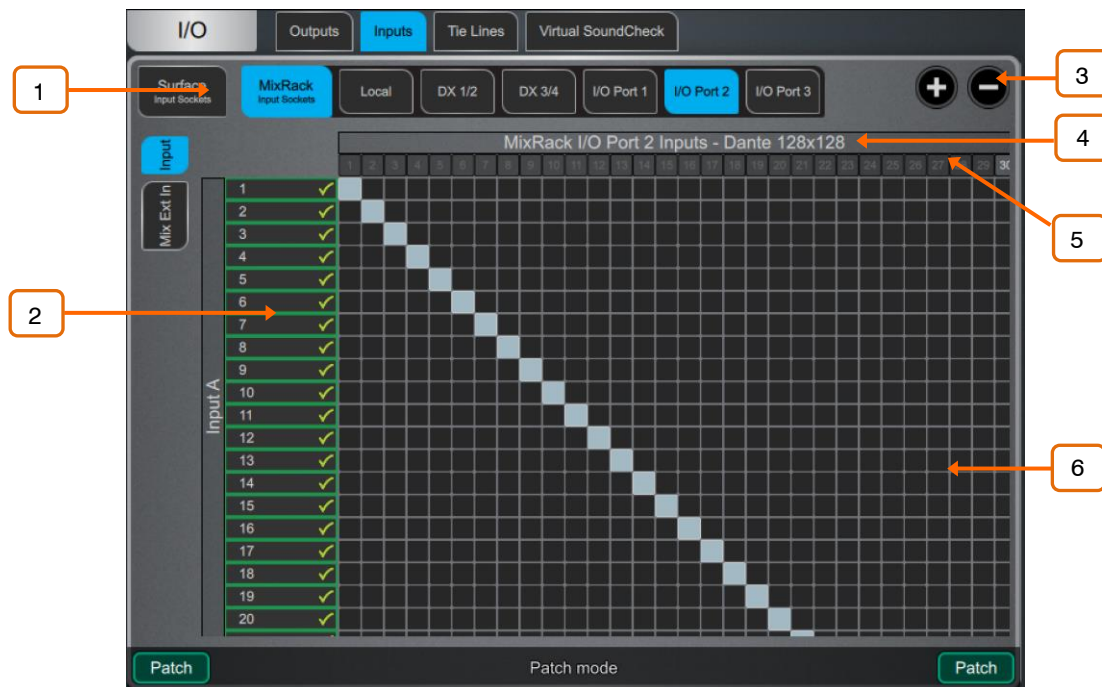 I/O
Outputs
Inputs
Tie Lines
Virtual SoundCheck
1
Surface
Input Sockets
MixRack
Input Sockets
Local
DX 1/2
DX 3/4
I/O Port 1
I/O Port 2
I/O Port 3
3
MixRack I/O Port 2 Inputs - Dante 128x128
4
1 2 3 4 5 6 7 8 9 10 11 12 13 14 15 16 17 18 19 20 21 22 23 24 25 26 27 28 29 30
5
Input
Mix Ext In
Input A
1
2
3
4
5
6
7
8
9
10
11
12
13
14
15
16
17
18
19
20
2
6
Patch
Patch mode
Patch